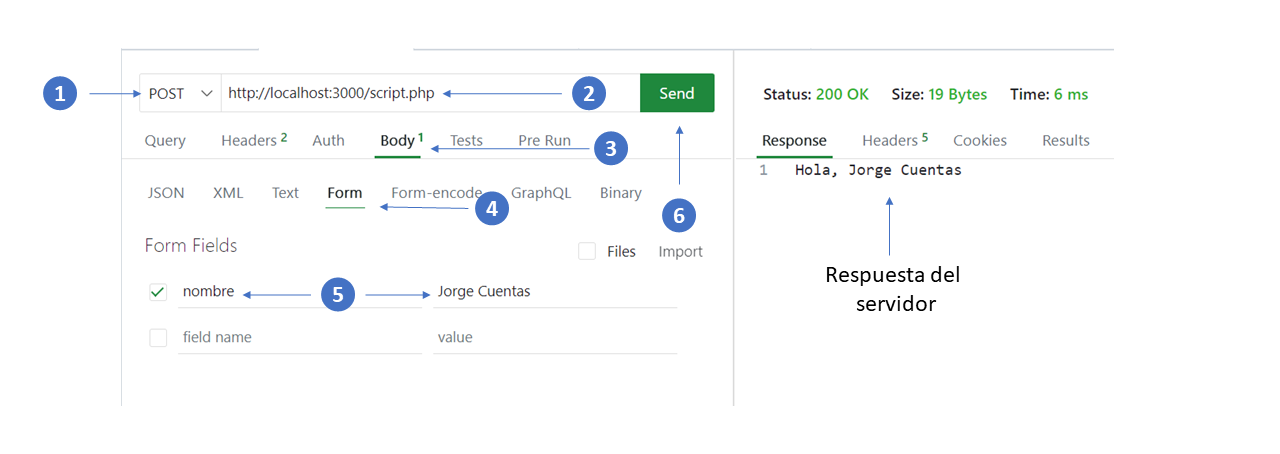 1 POST http://localhost:3000/script.php 2 Send
Status: 200 OK Size: 19 Bytes Time: 6 ms
Query Headers 2 Auth Body 1 Tests Pre Run 3
Response Headers 5 Cookies Results
1 Hola, Jorge Cuentas
JSON XML Text Form Form-encode GraphQL Binary
4 6
Form Fields
Files Import
nombre 5 Jorge Cuentas
field name value
Respuesta del
servidor